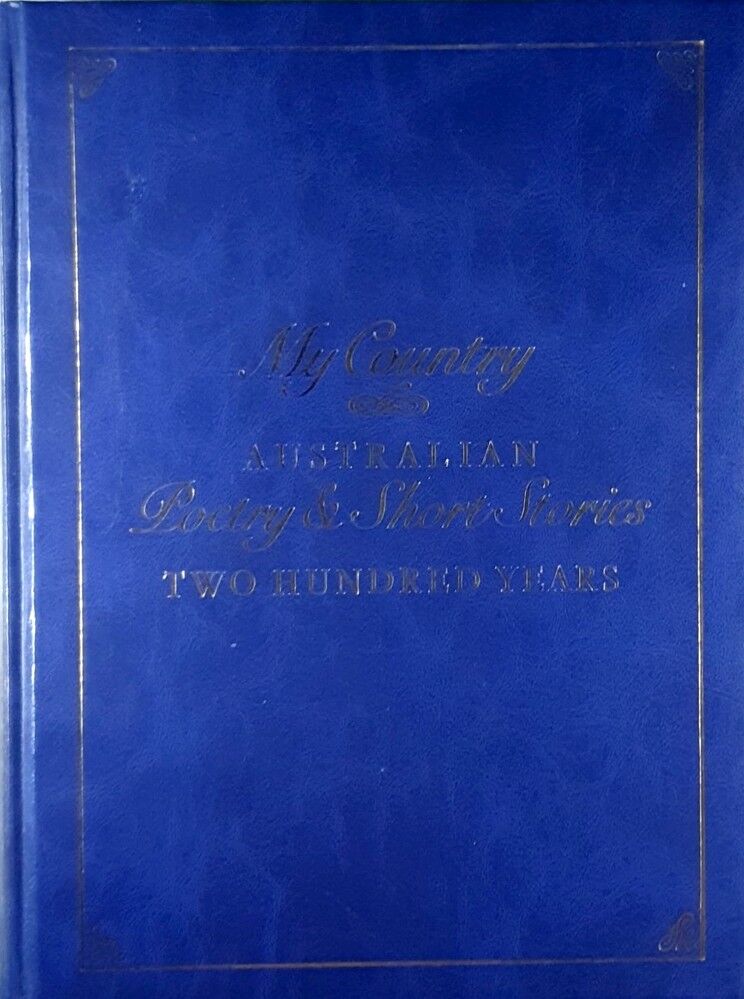 My Country
AUSTRALIAN
Poetry & Short Stories
TWO HUNDRED YEARS